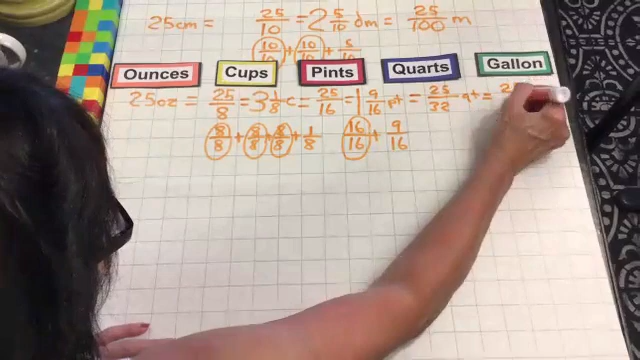 25cm = 25/10 = 2 5/10 dm = 25/100 m
10/10 + 10/10 + 5/10
Ounces Cups Pints Quarts Gallon
25oz = 25/8 = 3 1/8 c = 25/16 = 1 9/16 pt = 25/32 qt = 2
8/8 + 8/8 + 8/8 + 1/8 16/16 + 9/16